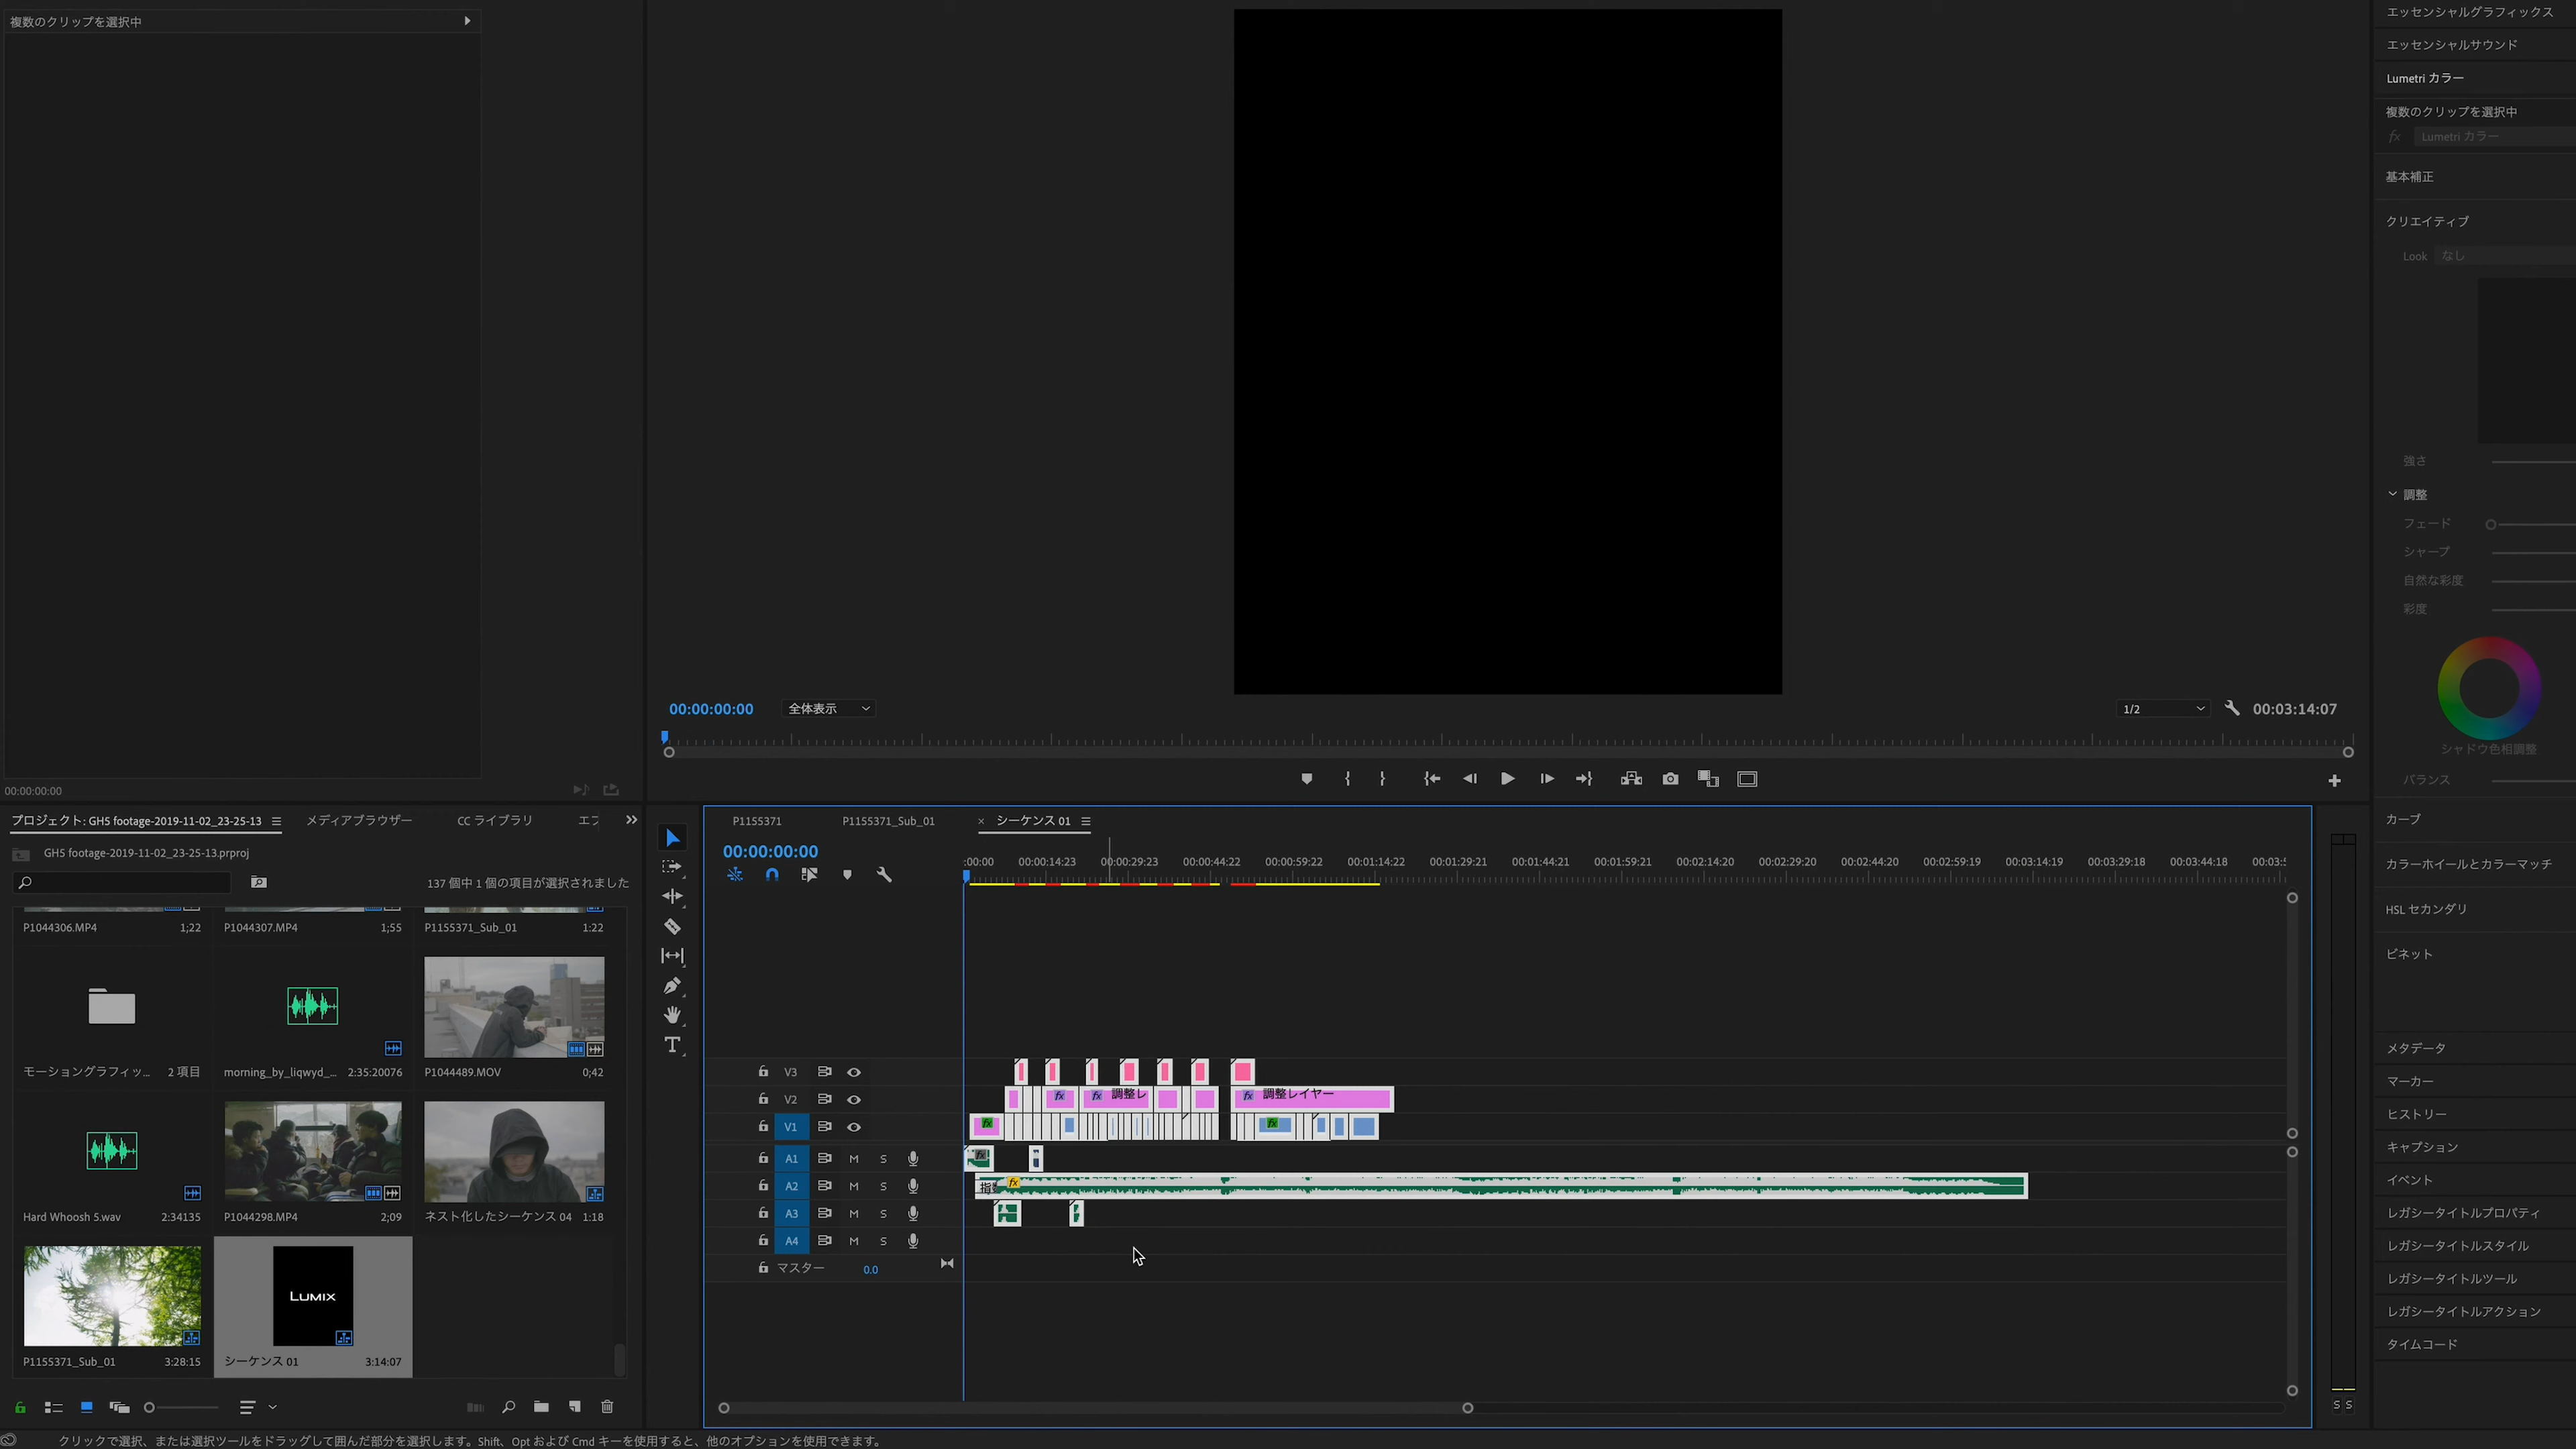 複数のクリップを選択中
00:00:00:00
00:00:00:00
全体表示
1/2
00:03:14:07
エッセンシャルグラフィックス
エッセンシャルサウンド
Lumetri カラー
複数のクリップを選択中
fx Lumetri カラー
基本補正
クリエイティブ
Look なし
強さ
調整
フェード
シャープ
自然な彩度
彩度
シャドウ色相調整
バランス
カーブ
カラーホイールとカラーマッチ
HSL セカンダリ
ビネット
メタデータ
マーカー
ヒストリー
キャプション
イベント
レガシータイトルプロパティ
レガシータイトルスタイル
レガシータイトルツール
レガシータイトルアクション
タイムコード
プロジェクト: GH5 footage-2019-11-02_23-25-13 メディアブラウザー CC ライブラリ
GH5 footage-2019-11-02_23-25-13.prproj
137 個中 1 個の項目が選択されました
P1044306.MP4 1;22 P1044307.MP4 1;55 P1155371_Sub_01 1:22
モーショングラフィッ... 2 項目 morning_by_liqwyd_... 2:35:20076 P1044489.MOV 0;42
Hard Whoosh 5.wav 2:34135 P1044298.MP4 2;09 ネスト化したシーケンス 04 1:18
LUMIX
P1155371_Sub_01 3:28:15 シーケンス 01 3:14:07
P1155371 P1155371_Sub_01 × シーケンス 01
00:00:00:00
:00:00 00:00:14:23 00:00:29:23 00:00:44:22 00:00:59:22 00:01:14:22 00:01:29:21 00:01:44:21 00:01:59:21 00:02:14:20 00:02:29:20 00:02:44:20 00:02:59:19 00:03:14:19 00:03:29:18 00:03:44:18
V3
V2 fx fx 調整レ fx 調整レイヤー
V1 fx fx
A1 M S fx
A2 M S fx
A3 M S
A4 M S
マスター 0.0
S S
クリックで選択、または選択ツールをドラッグして囲んだ部分を選択します。Shift、Opt および Cmd キーを使用すると、他のオプションを使用できます。